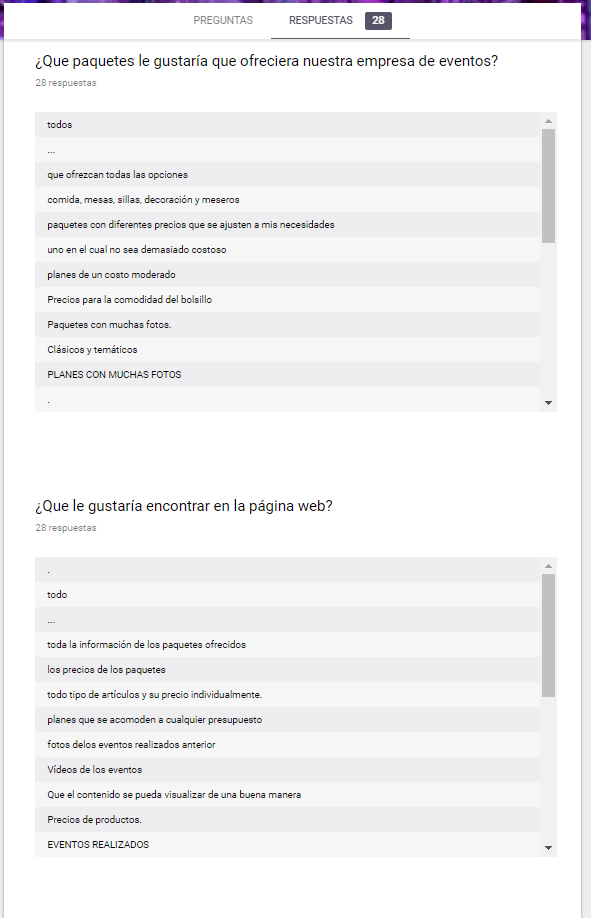 PREGUNTAS RESPUESTAS 28
¿Que paquetes le gustaría que ofreciera nuestra empresa de eventos?
28 respuestas
todos
...
que ofrezcan todas las opciones
comida, mesas, sillas, decoración y meseros
paquetes con diferentes precios que se ajusten a mis necesidades
uno en el cual no sea demasiado costoso
planes de un costo moderado
Precios para la comodidad del bolsillo
Paquetes con muchas fotos.
Clásicos y temáticos
PLANES CON MUCHAS FOTOS
.
¿Que le gustaría encontrar en la página web?
28 respuestas
.
todo
...
toda la información de los paquetes ofrecidos
los precios de los paquetes
todo tipo de artículos y su precio individualmente.
planes que se acomoden a cualquier presupuesto
fotos delos eventos realizados anterior
Vídeos de los eventos
Que el contenido se pueda visualizar de una buena manera
Precios de productos.
EVENTOS REALIZADOS